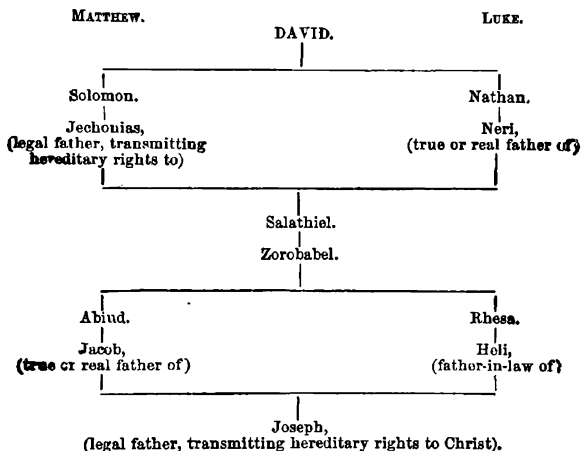 MATTHEW.
LUKE.
DAVID.
Solomon.
Nathan.
Jechonias,
(legal father, transmitting
hereditary rights to)
Neri,
(true or real father of)
Salathiel.
Zorobabel.
Abiud.
Rhesa.
Jacob,
(true or real father of)
Heli,
(father-in-law of)
Joseph,
(legal father, transmitting hereditary rights to Christ).